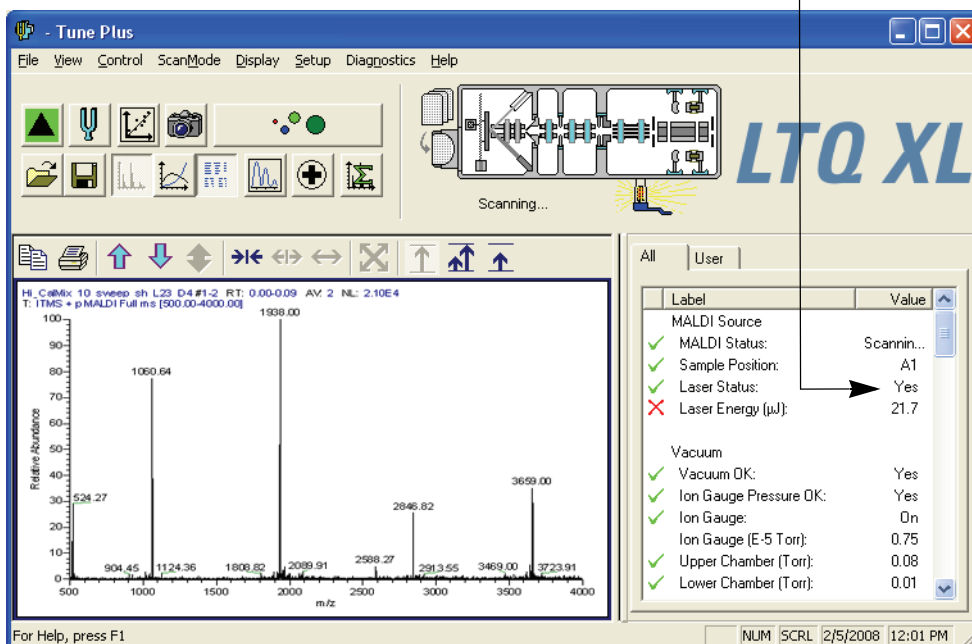 - Tune Plus
File View Control ScanMode Display Setup Diagnostics Help
LTQ XL
Scanning...
All User
Hi_CalMix 10 sweep sh L23 D4 #1-2 RT: 0.00-0.09 AV: 2 NL: 2.10E4
T: ITMS + p MALDI Full ms [500.00-4000.00]
Relative Abundance
100
90
80
70
60
50
40
30
20
10
0
1938.00
1060.64
3659.00
524.27
2846.82
2588.27
904.45
1124.36
1808.82
2089.91
2913.55
3469.00
3723.91
500 1000 1500 2000 2500 3000 3500 4000
m/z
Label Value
MALDI Source
MALDI Status: Scannin...
Sample Position: A1
Laser Status: Yes
Laser Energy (µJ): 21.7
Vacuum
Vacuum OK: Yes
Ion Gauge Pressure OK: Yes
Ion Gauge: On
Ion Gauge (E-5 Torr): 0.75
Upper Chamber (Torr): 0.08
Lower Chamber (Torr): 0.01
For Help, press F1
NUM SCRL 2/5/2008 12:01 PM